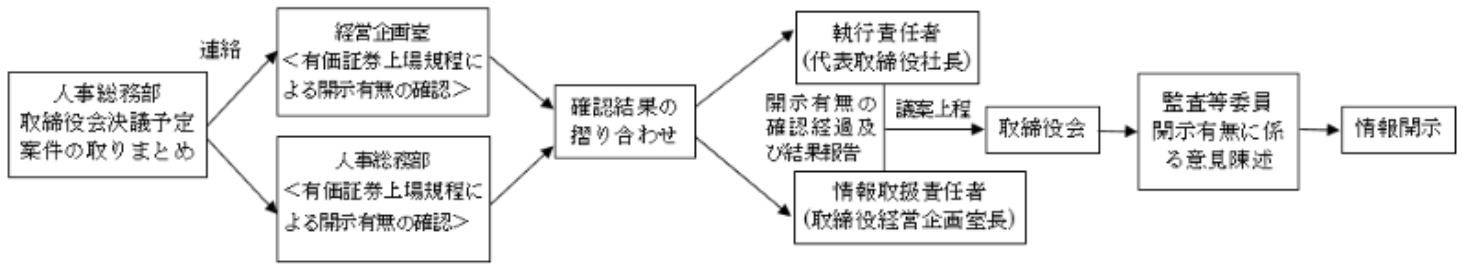 人事総務部
取締役会決議予定
案件の取りまとめ
連絡
経営企画室
＜有価証券上場規程に
よる開示有無の確認＞
人事総務部
＜有価証券上場規程に
よる開示有無の確認＞
確認結果の
摺り合わせ
執行責任者
(代表取締役社長)
開示有無の
確認経過及
び結果報告
情報取扱責任者
(取締役経営企画室長)
議案上程
取締役会
監査等委員
開示有無に係
る意見陳述
情報開示